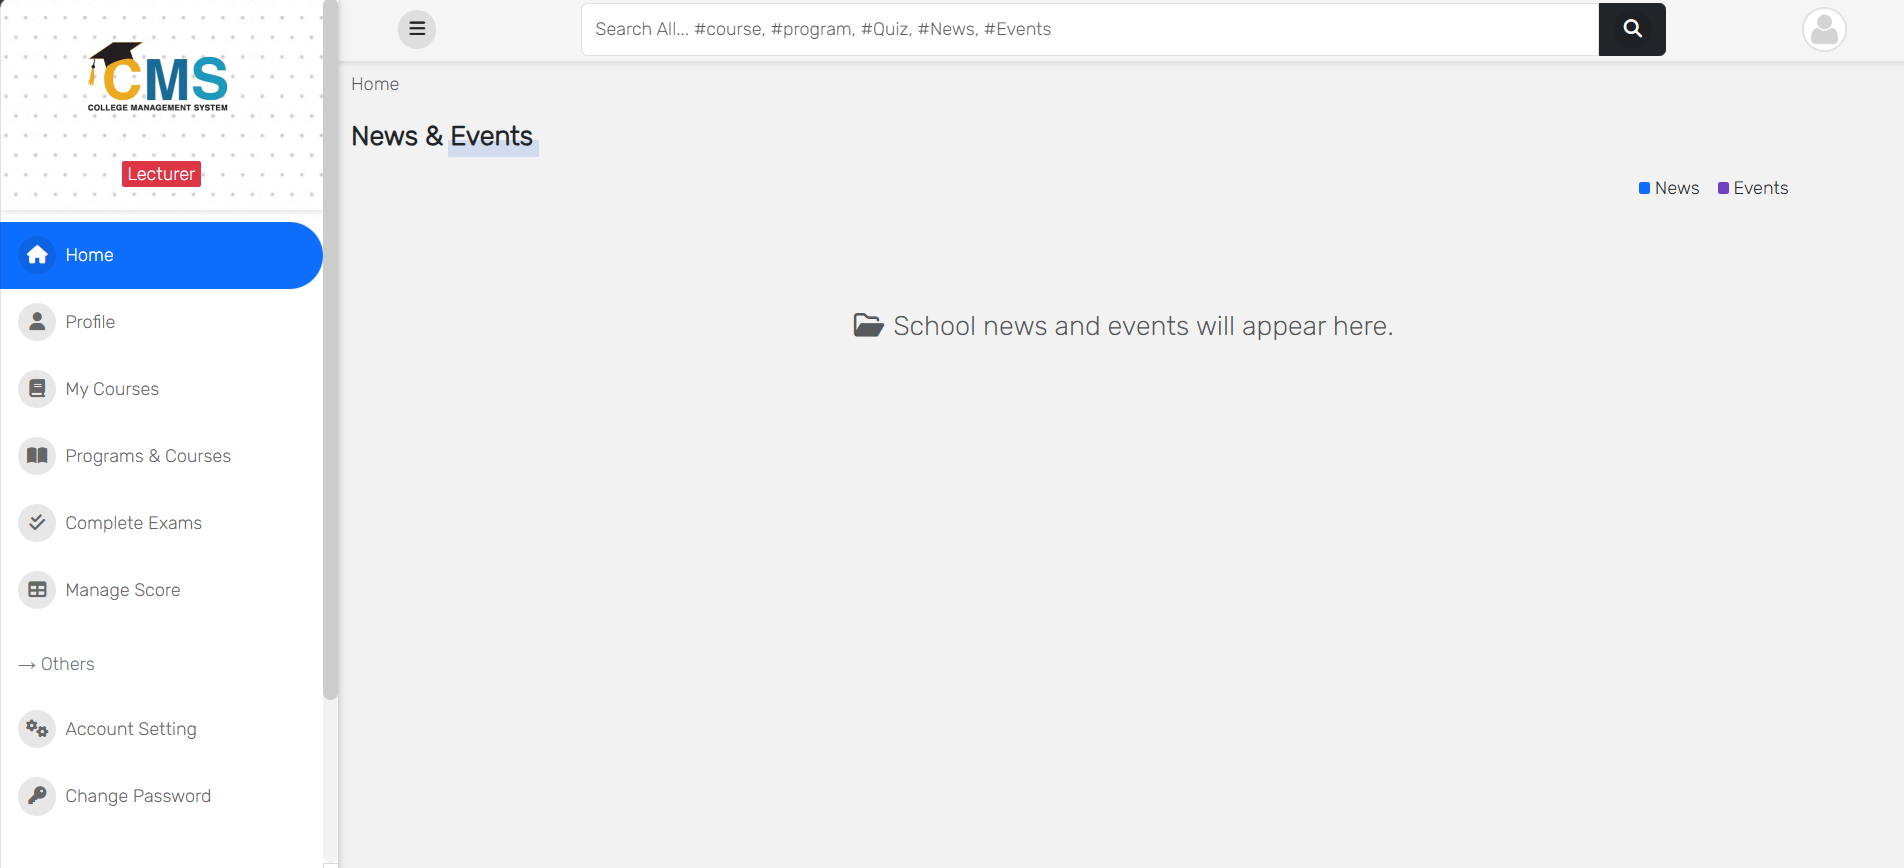 CMS
COLLEGE MANAGEMENT SYSTEM
Lecturer
Home
Profile
My Courses
Programs & Courses
Complete Exams
Manage Score
→ Others
Account Setting
Change Password
Search All... #course, #program, #Quiz, #News, #Events
Home
News & Events
News Events
School news and events will appear here.